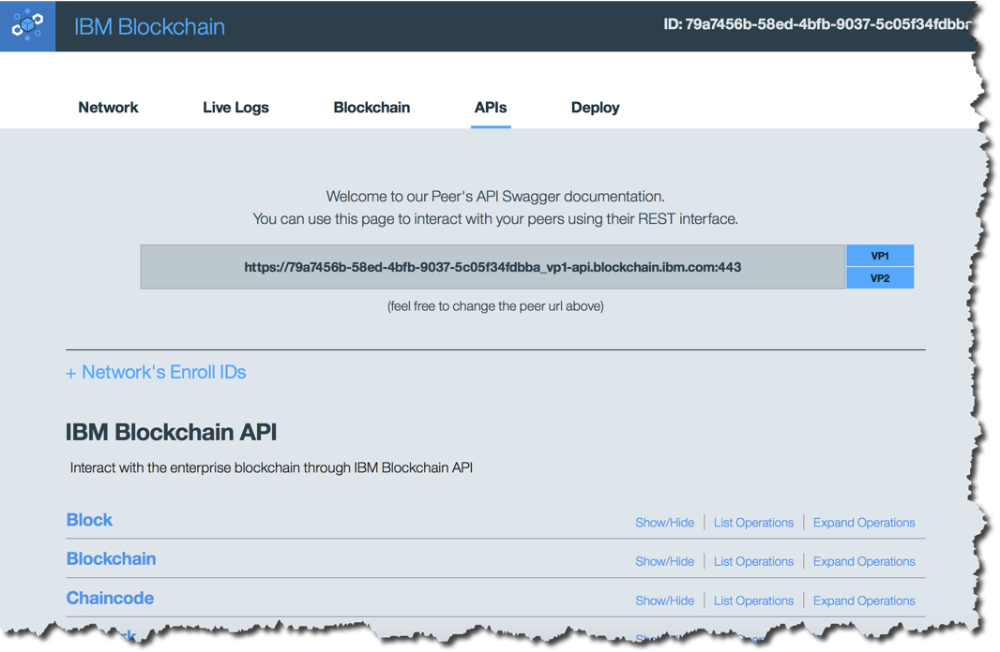 IBM Blockchain
ID: 79a7456b-58ed-4bfb-9037-5c05f34fdbba
Network Live Logs Blockchain APIs Deploy
Welcome to our Peer's API Swagger documentation.
You can use this page to interact with your peers using their REST interface.
https://79a7456b-58ed-4bfb-9037-5c05f34fdbba_vp1-api.blockchain.ibm.com:443
VP1
VP2
(feel free to change the peer url above)
+ Network's Enroll IDs
IBM Blockchain API
Interact with the enterprise blockchain through IBM Blockchain API
Block Show/Hide List Operations Expand Operations
Blockchain Show/Hide List Operations Expand Operations
Chaincode Show/Hide List Operations Expand Operations